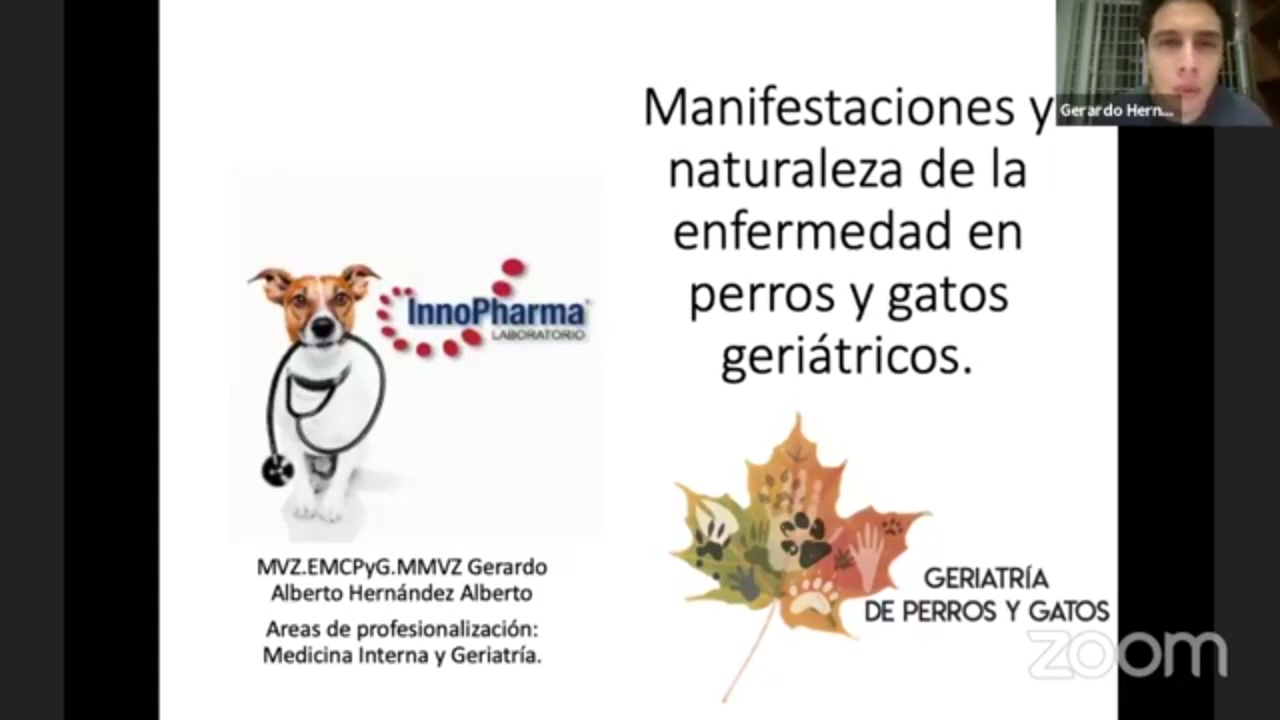 Manifestaciones y
naturaleza de la
enfermedad en
perros y gatos
geriátricos.
Gerardo Hern...
InnoPharma
LABORATORIO
MVZ.EMCPyG.MMVZ Gerardo
Alberto Hernández Alberto
Areas de profesionalización:
Medicina Interna y Geriatría.
GERIATRÍA
DE PERROS Y GATOS
zoom